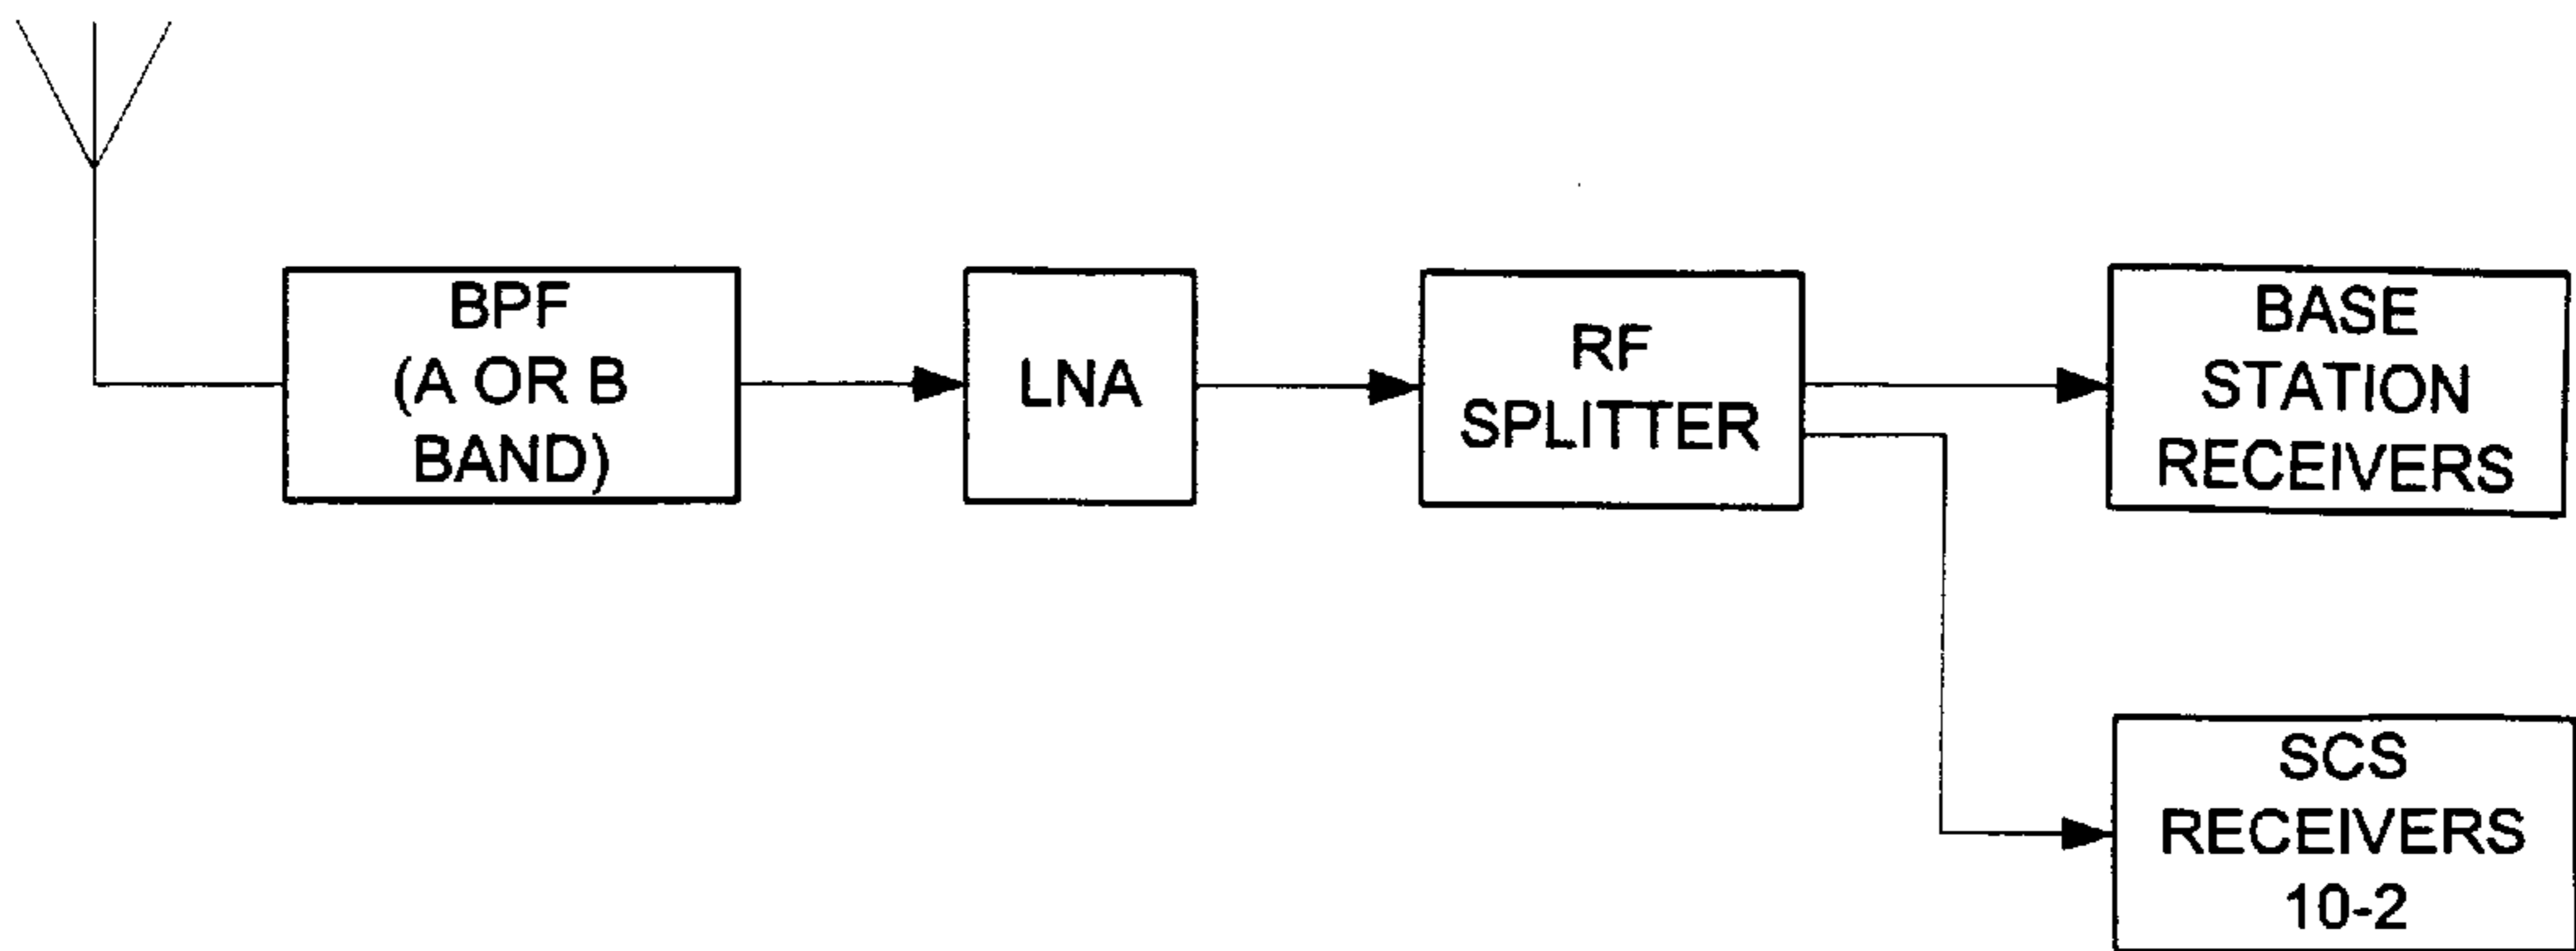 BPF
(A OR B
BAND)
LNA
RF
SPLITTER
BASE
STATION
RECEIVERS
SCS
RECEIVERS
10-2